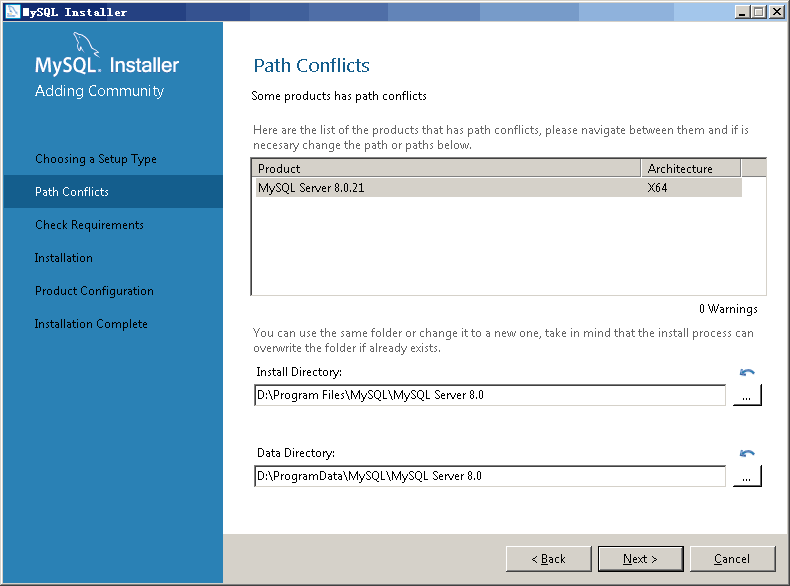 MySQL Installer
MySQL. Installer
Adding Community
Choosing a Setup Type
Path Conflicts
Check Requirements
Installation
Product Configuration
Installation Complete
Path Conflicts
Some products has path conflicts
Here are the list of the products that has path conflicts, please navigate between them and if is
necesary change the path or paths below.
Product Architecture
MySQL Server 8.0.21 X64
0 Warnings
You can use the same folder or change it to a new one, take in mind that the install process can
overwrite the folder if already exists.
Install Directory:
D:\Program Files\MySQL\MySQL Server 8.0
...
Data Directory:
D:\ProgramData\MySQL\MySQL Server 8.0
...
< Back Next > Cancel